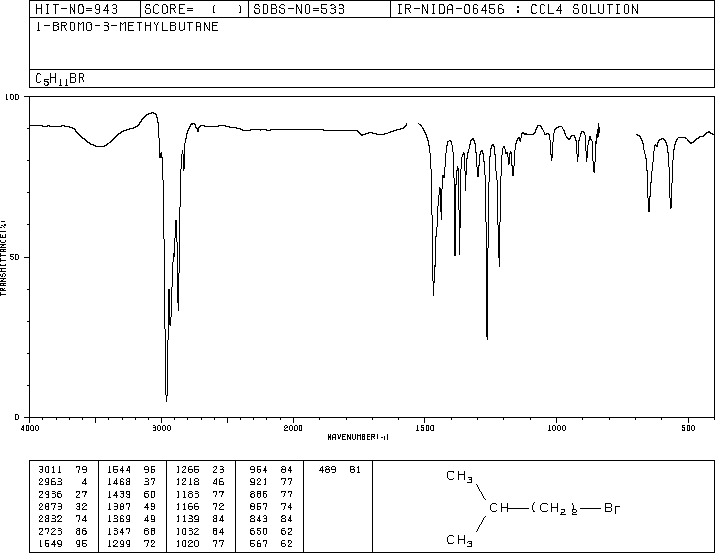 HIT-NO=943 SCORE= ( ) SDBS-NO=533 IR-NIDA-06456 : CCL4 SOLUTION
1-BROMO-3-METHYLBUTANE
C5H11BR
100
50
0
TRANSMITTANCE(%)
4000 3000 2000 1500 1000 500
WAVENUMBER(-1)
3011 79 1644 96 1266 23 964 84 489 81
2963 4 1468 37 1218 46 921 77
2936 27 1439 60 1183 77 886 77
2873 32 1387 49 1166 72 857 74
2832 74 1369 49 1139 84 843 84
2723 86 1347 68 1032 84 650 62
1549 95 1299 72 1020 77 567 62
CH3
CH—(CH2)2—Br
CH3